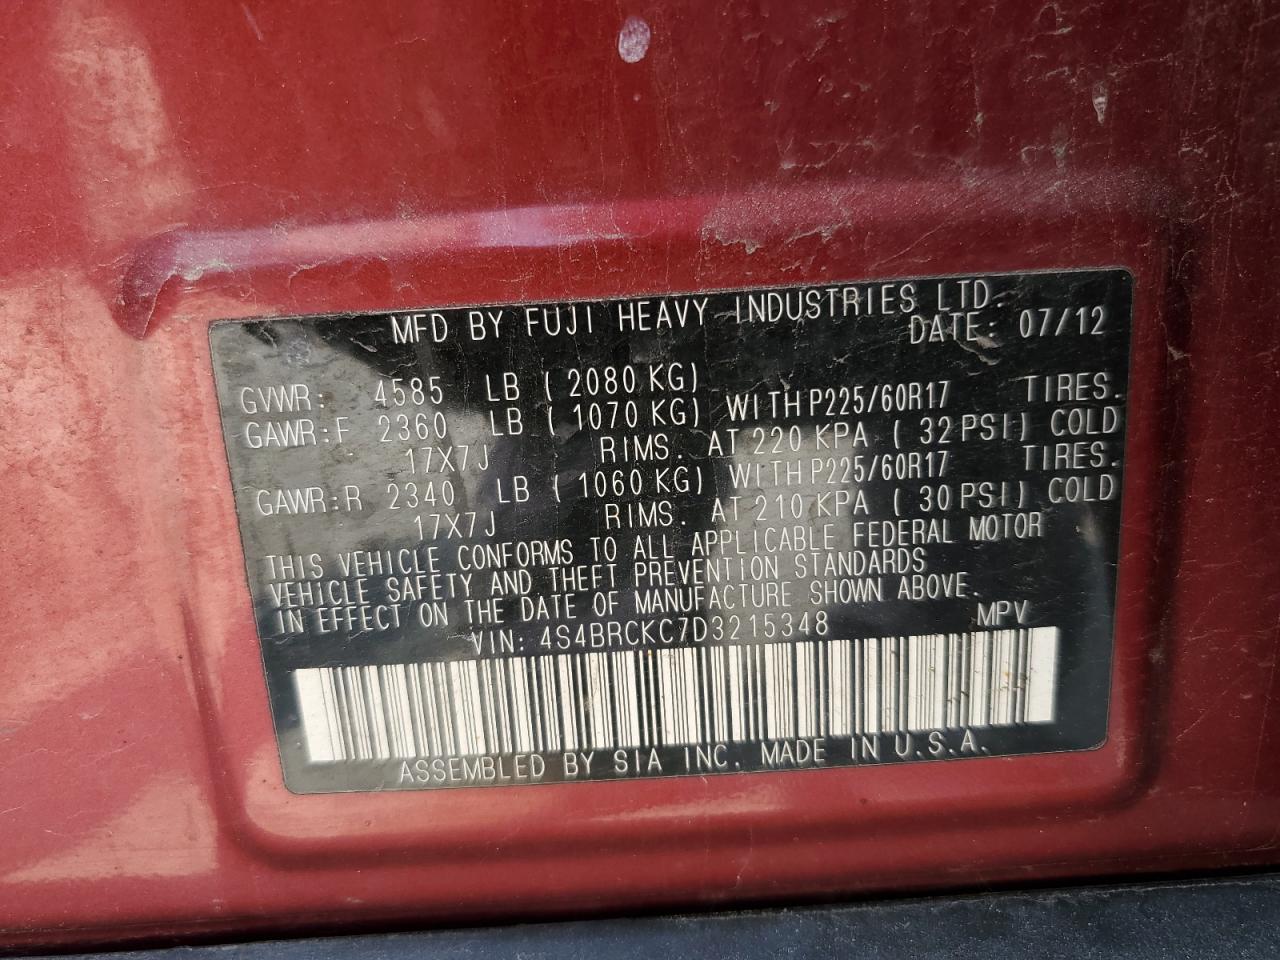 MFD BY FUJI HEAVY INDUSTRIES LTD.
DATE: 07/12
GVWR: 4585 LB ( 2080 KG)
GAWR:F 2360 LB ( 1070 KG) WITH P225/60R17 TIRES.
17X7J RIMS. AT 220 KPA ( 32 PSI) COLD
GAWR:R 2340 LB ( 1060 KG) WITH P225/60R17 TIRES.
17X7J RIMS. AT 210 KPA ( 30 PSI) COLD
THIS VEHICLE CONFORMS TO ALL APPLICABLE FEDERAL MOTOR
VEHICLE SAFETY AND THEFT PREVENTION STANDARDS
IN EFFECT ON THE DATE OF MANUFACTURE SHOWN ABOVE.
VIN: 4S4BRCKC7D3215348 MPV
ASSEMBLED BY SIA INC. MADE IN U.S.A.